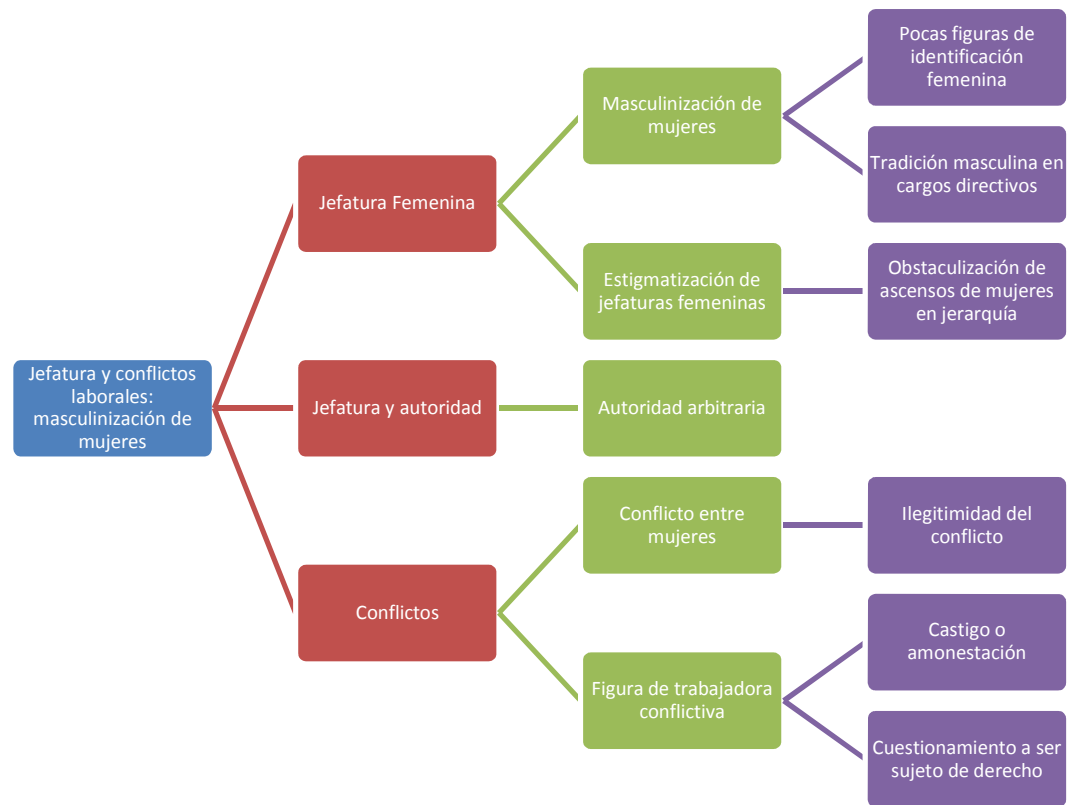 Jefatura y conflictos
laborales:
masculinización de
mujeres
Jefatura Femenina
Masculinización de
mujeres
Pocas figuras de
identificación
femenina
Tradición masculina en
cargos directivos
Estigmatización de
jefaturas femeninas
Obstaculización de
ascensos de mujeres
en jerarquía
Jefatura y autoridad
Autoridad arbitraria
Conflictos
Conflicto entre
mujeres
Ilegitimidad del
conflicto
Figura de trabajadora
conflictiva
Castigo o
amonestación
Cuestionamiento a ser
sujeto de derecho